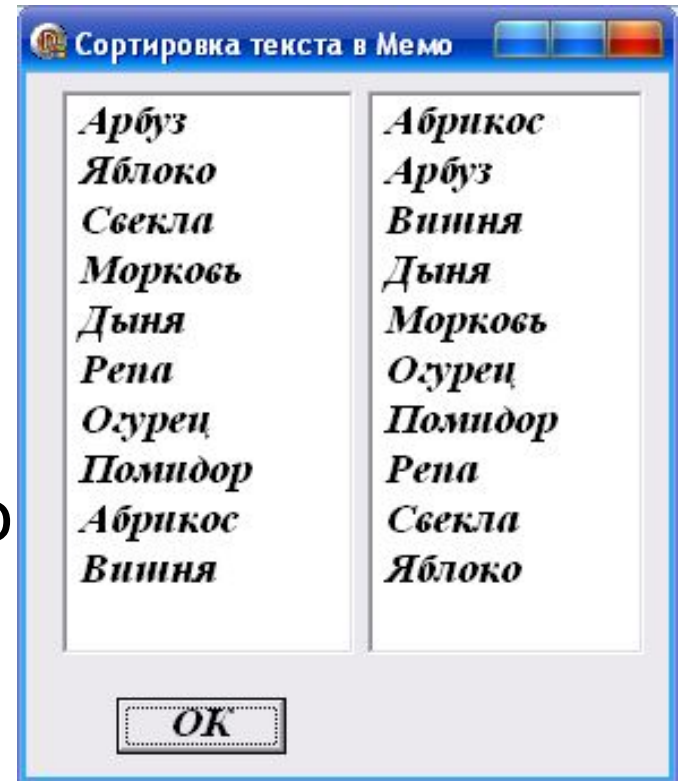 Сортировка текста в Мемо
Арбуз
Яблоко
Свекла
Морковь
Дыня
Репа
Огурец
Помидор
Абрикос
Вишня
Абрикос
Арбуз
Вишня
Дыня
Морковь
Огурец
Помидор
Репа
Свекла
Яблоко
OK